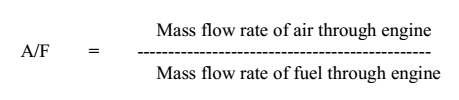 Mass flow rate of air through engine
A/F = -----------------------------------------------
Mass flow rate of fuel through engine